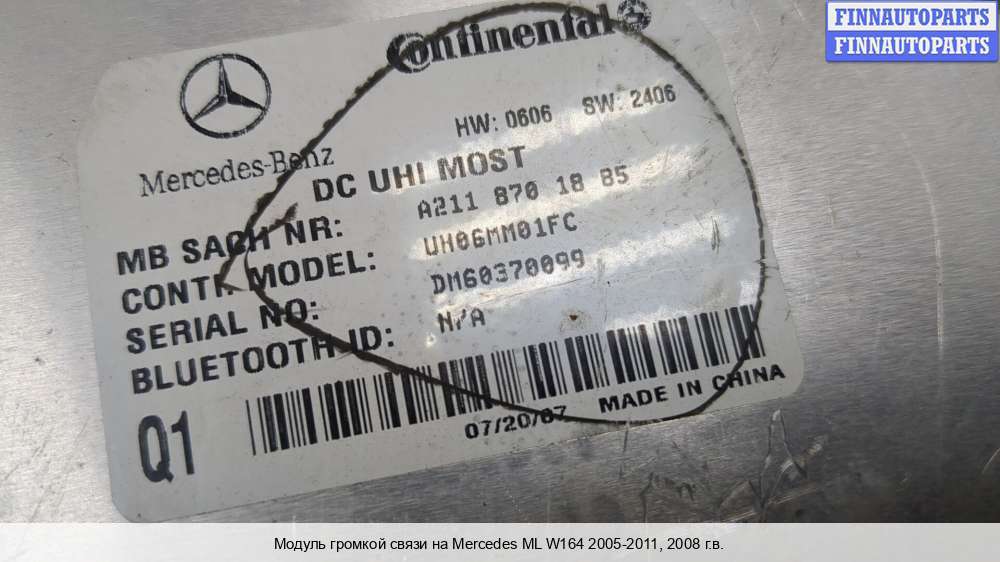 FINNAUTOPARTS
FINNAUTOPARTS
Continental
Mercedes-Benz
HW: 0606 SW: 2406
DC UHI MOST
MB SACH NR: A211 870 18 85
CONTI. MODEL: UH06MM01FC
SERIAL NO: DM60370099
BLUETOOTH ID: N/A
Q1
07/20/07 MADE IN CHINA
Модуль громкой связи на Mercedes ML W164 2005-2011, 2008 г.в.